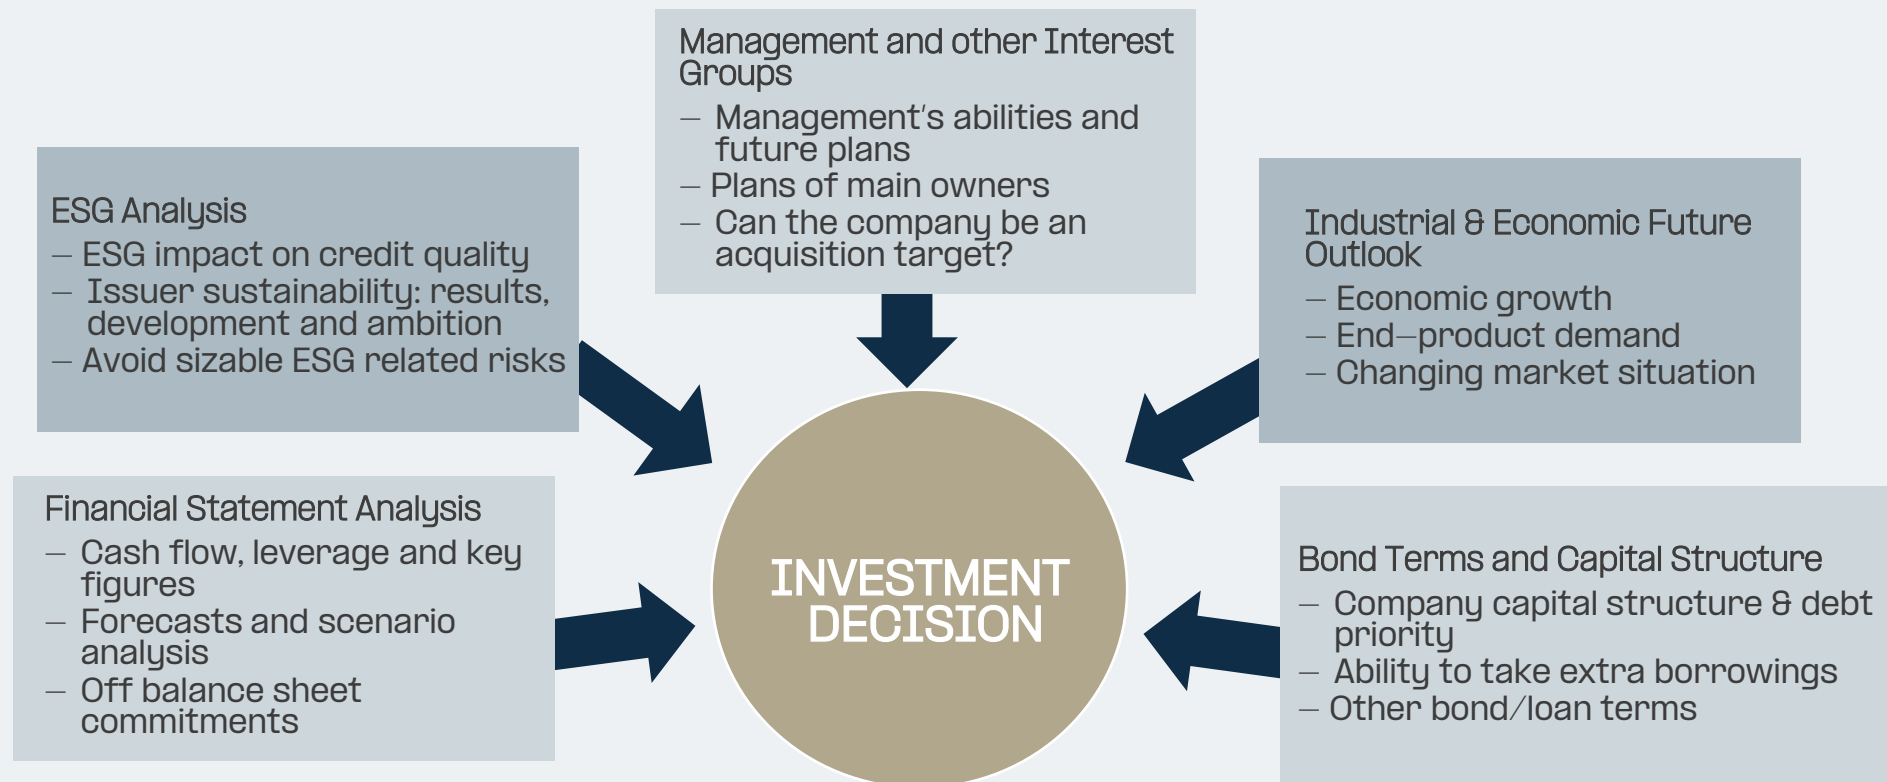 Management and other Interest
Groups
– Management's abilities and
future plans
– Plans of main owners
– Can the company be an
acquisition target?
ESG Analysis
– ESG impact on credit quality
– Issuer sustainability: results,
development and ambition
– Avoid sizable ESG related risks
Industrial & Economic Future
Outlook
– Economic growth
– End–product demand
– Changing market situation
Financial Statement Analysis
– Cash flow, leverage and key
figures
– Forecasts and scenario
analysis
– Off balance sheet
commitments
INVESTMENT
DECISION
Bond Terms and Capital Structure
– Company capital structure & debt
priority
– Ability to take extra borrowings
– Other bond/loan terms